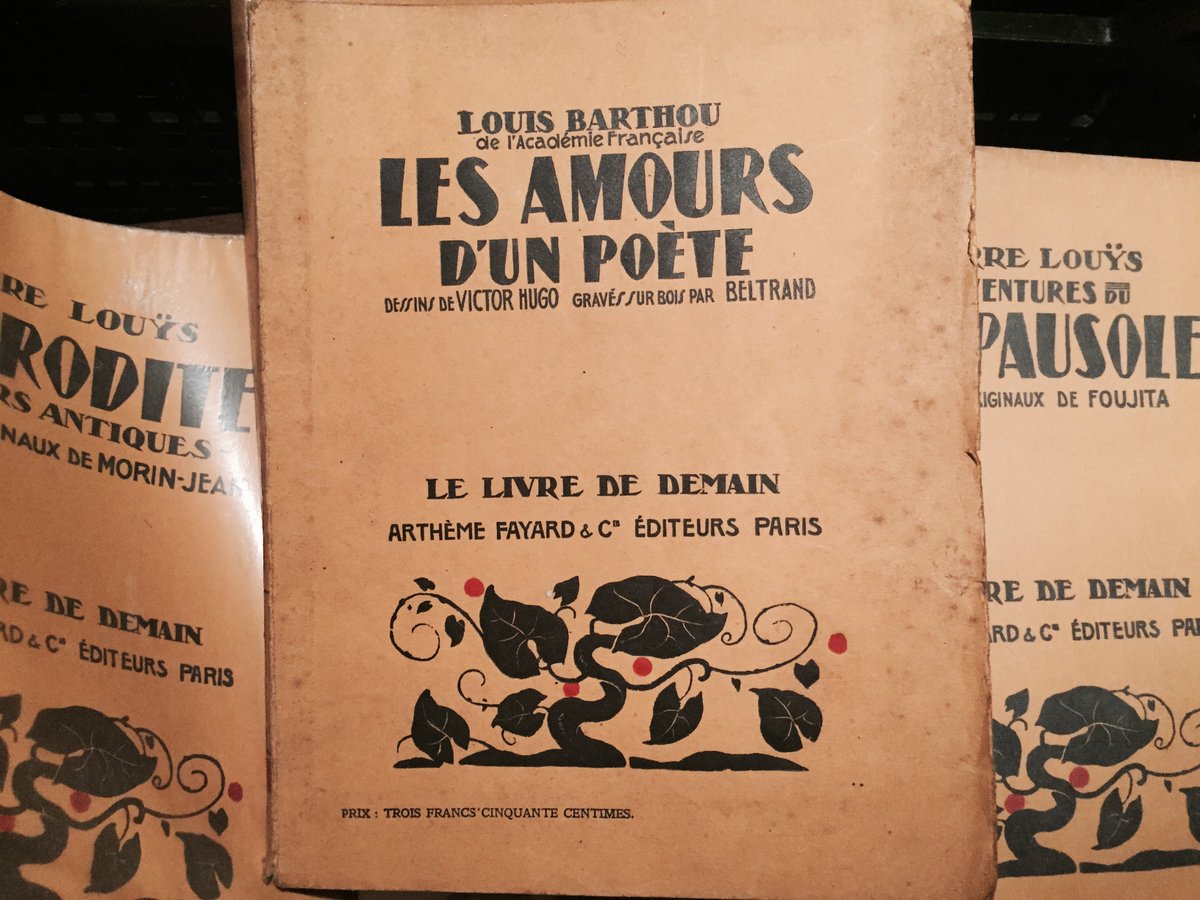 LOUIS BARTHOU
de l'Académie Française
LES AMOURS
D'UN POÈTE
DESSINS DE VICTOR HUGO GRAVÉS SUR BOIS PAR BELTRAND
LE LIVRE DE DEMAIN
ARTHÈME FAYARD & Cie ÉDITEURS PARIS
PRIX : TROIS FRANCS CINQUANTE CENTIMES.
RE LOUŸS
RODITE
RS ANTIQUES
NAUX DE MORIN-JEAN
RE DE DEMAIN
RD & Cie ÉDITEURS PARIS
RRE LOUŸS
VENTURES DU
PAUSOLE
IGINAUX DE FOUJITA
RE DE DEMAIN
ARD & Cie ÉDITEURS PAR